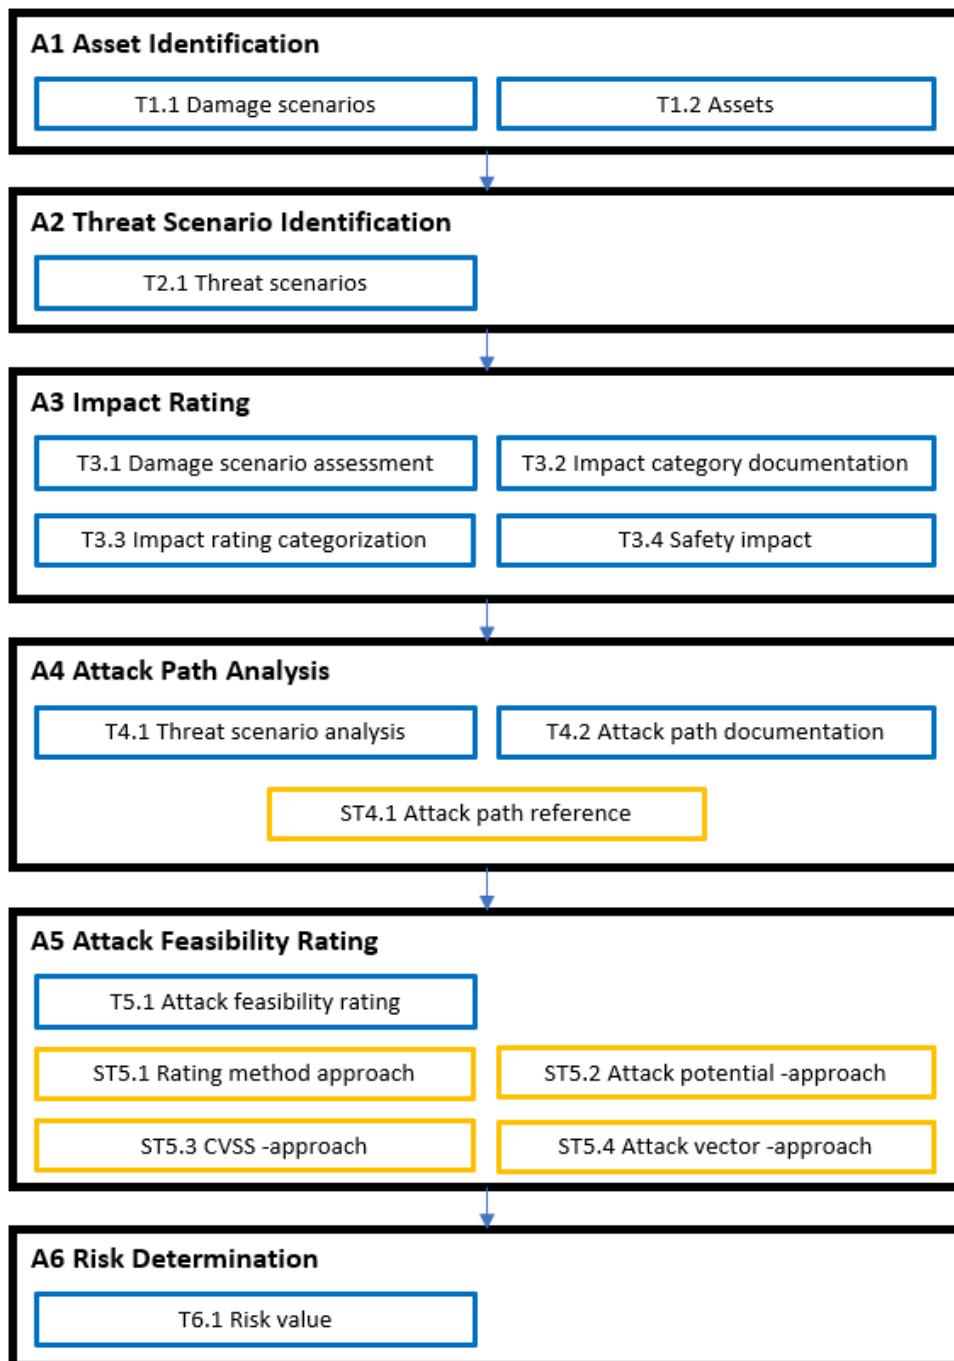 A1 Asset Identification
T1.1 Damage scenarios
T1.2 Assets
A2 Threat Scenario Identification
T2.1 Threat scenarios
A3 Impact Rating
T3.1 Damage scenario assessment
T3.2 Impact category documentation
T3.3 Impact rating categorization
T3.4 Safety impact
A4 Attack Path Analysis
T4.1 Threat scenario analysis
T4.2 Attack path documentation
ST4.1 Attack path reference
A5 Attack Feasibility Rating
T5.1 Attack feasibility rating
ST5.1 Rating method approach
ST5.2 Attack potential -approach
ST5.3 CVSS -approach
ST5.4 Attack vector -approach
A6 Risk Determination
T6.1 Risk value